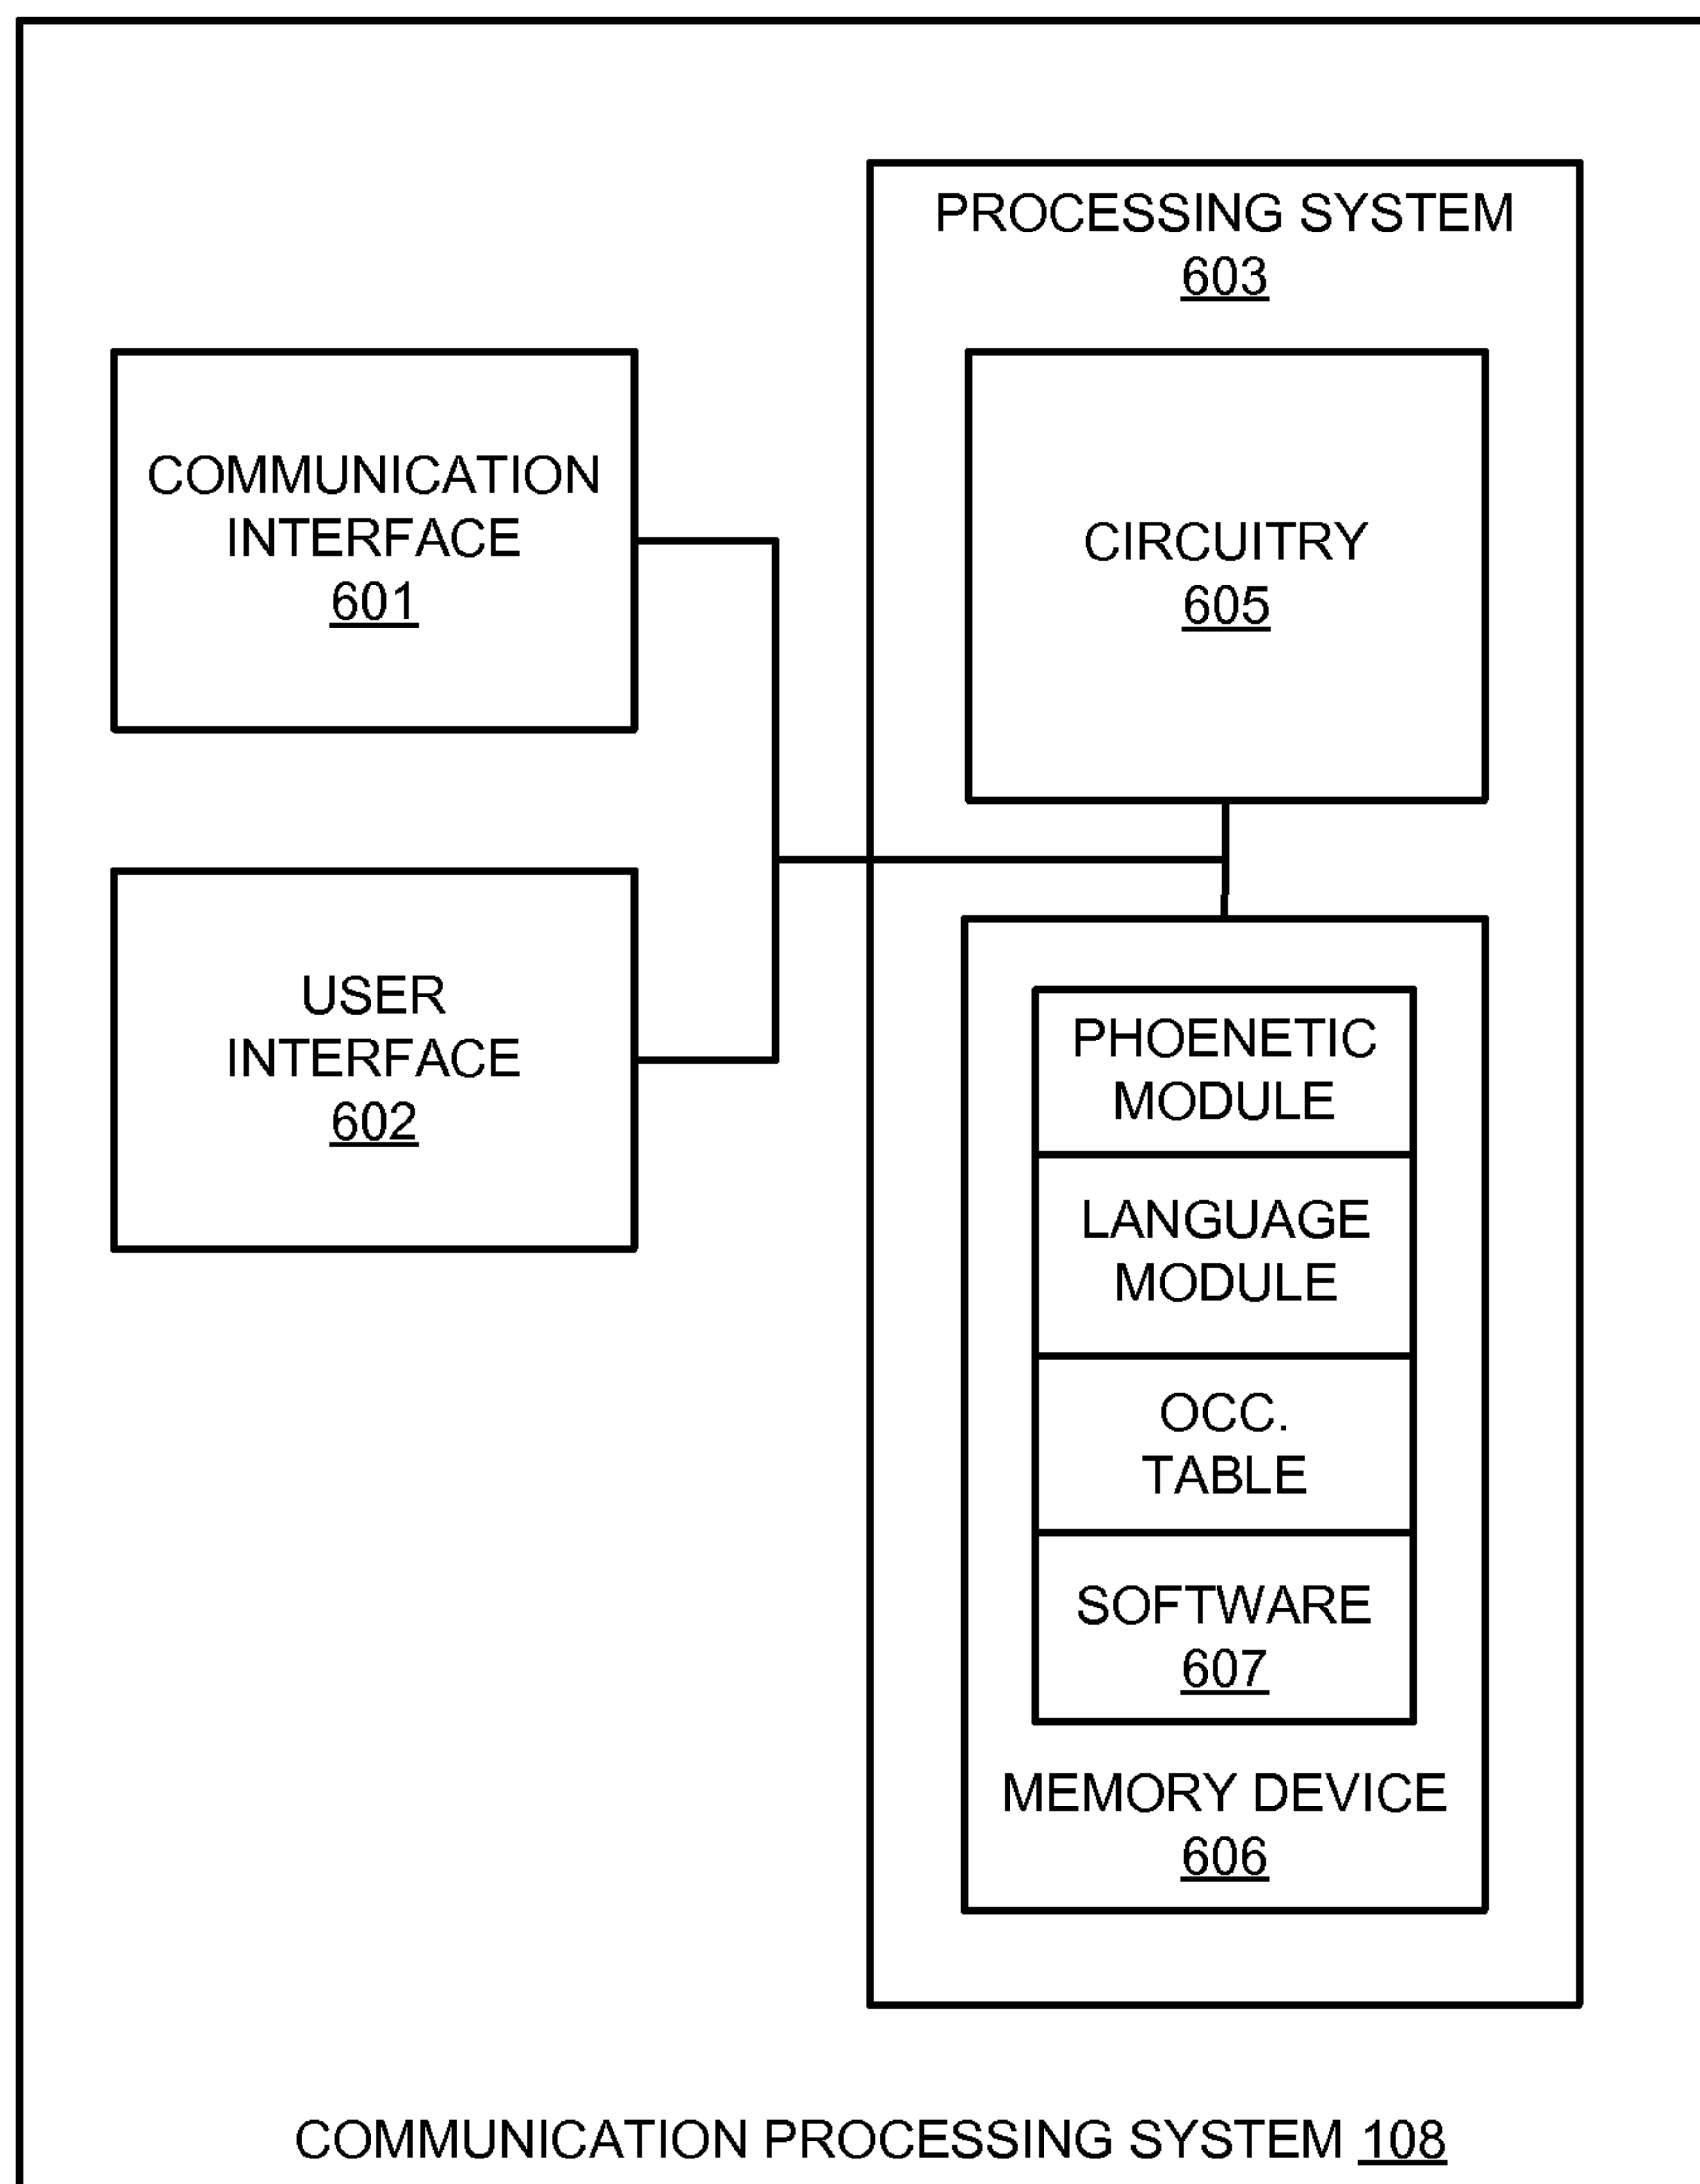 PROCESSING SYSTEM
603
COMMUNICATION
INTERFACE
601
CIRCUITRY
605
USER
INTERFACE
602
PHOENETIC
MODULE
LANGUAGE
MODULE
OCC.
TABLE
SOFTWARE
607
MEMORY DEVICE
606
COMMUNICATION PROCESSING SYSTEM 108